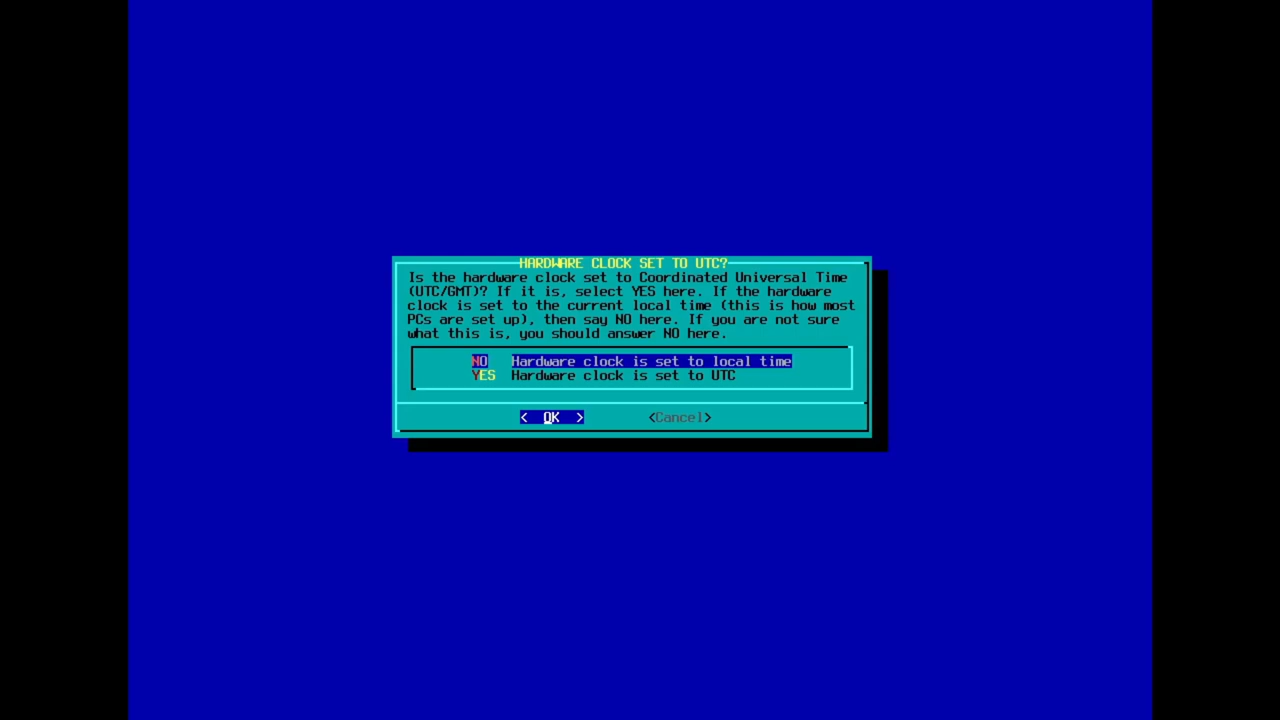 HARDWARE CLOCK SET TO UTC?
Is the hardware clock set to Coordinated Universal Time
(UTC/GMT)? If it is, select YES here. If the hardware
clock is set to the current local time (this is how most
PCs are set up), then say NO here. If you are not sure
what this is, you should answer NO here.
NO Hardware clock is set to local time
YES Hardware clock is set to UTC
< OK > <Cancel>